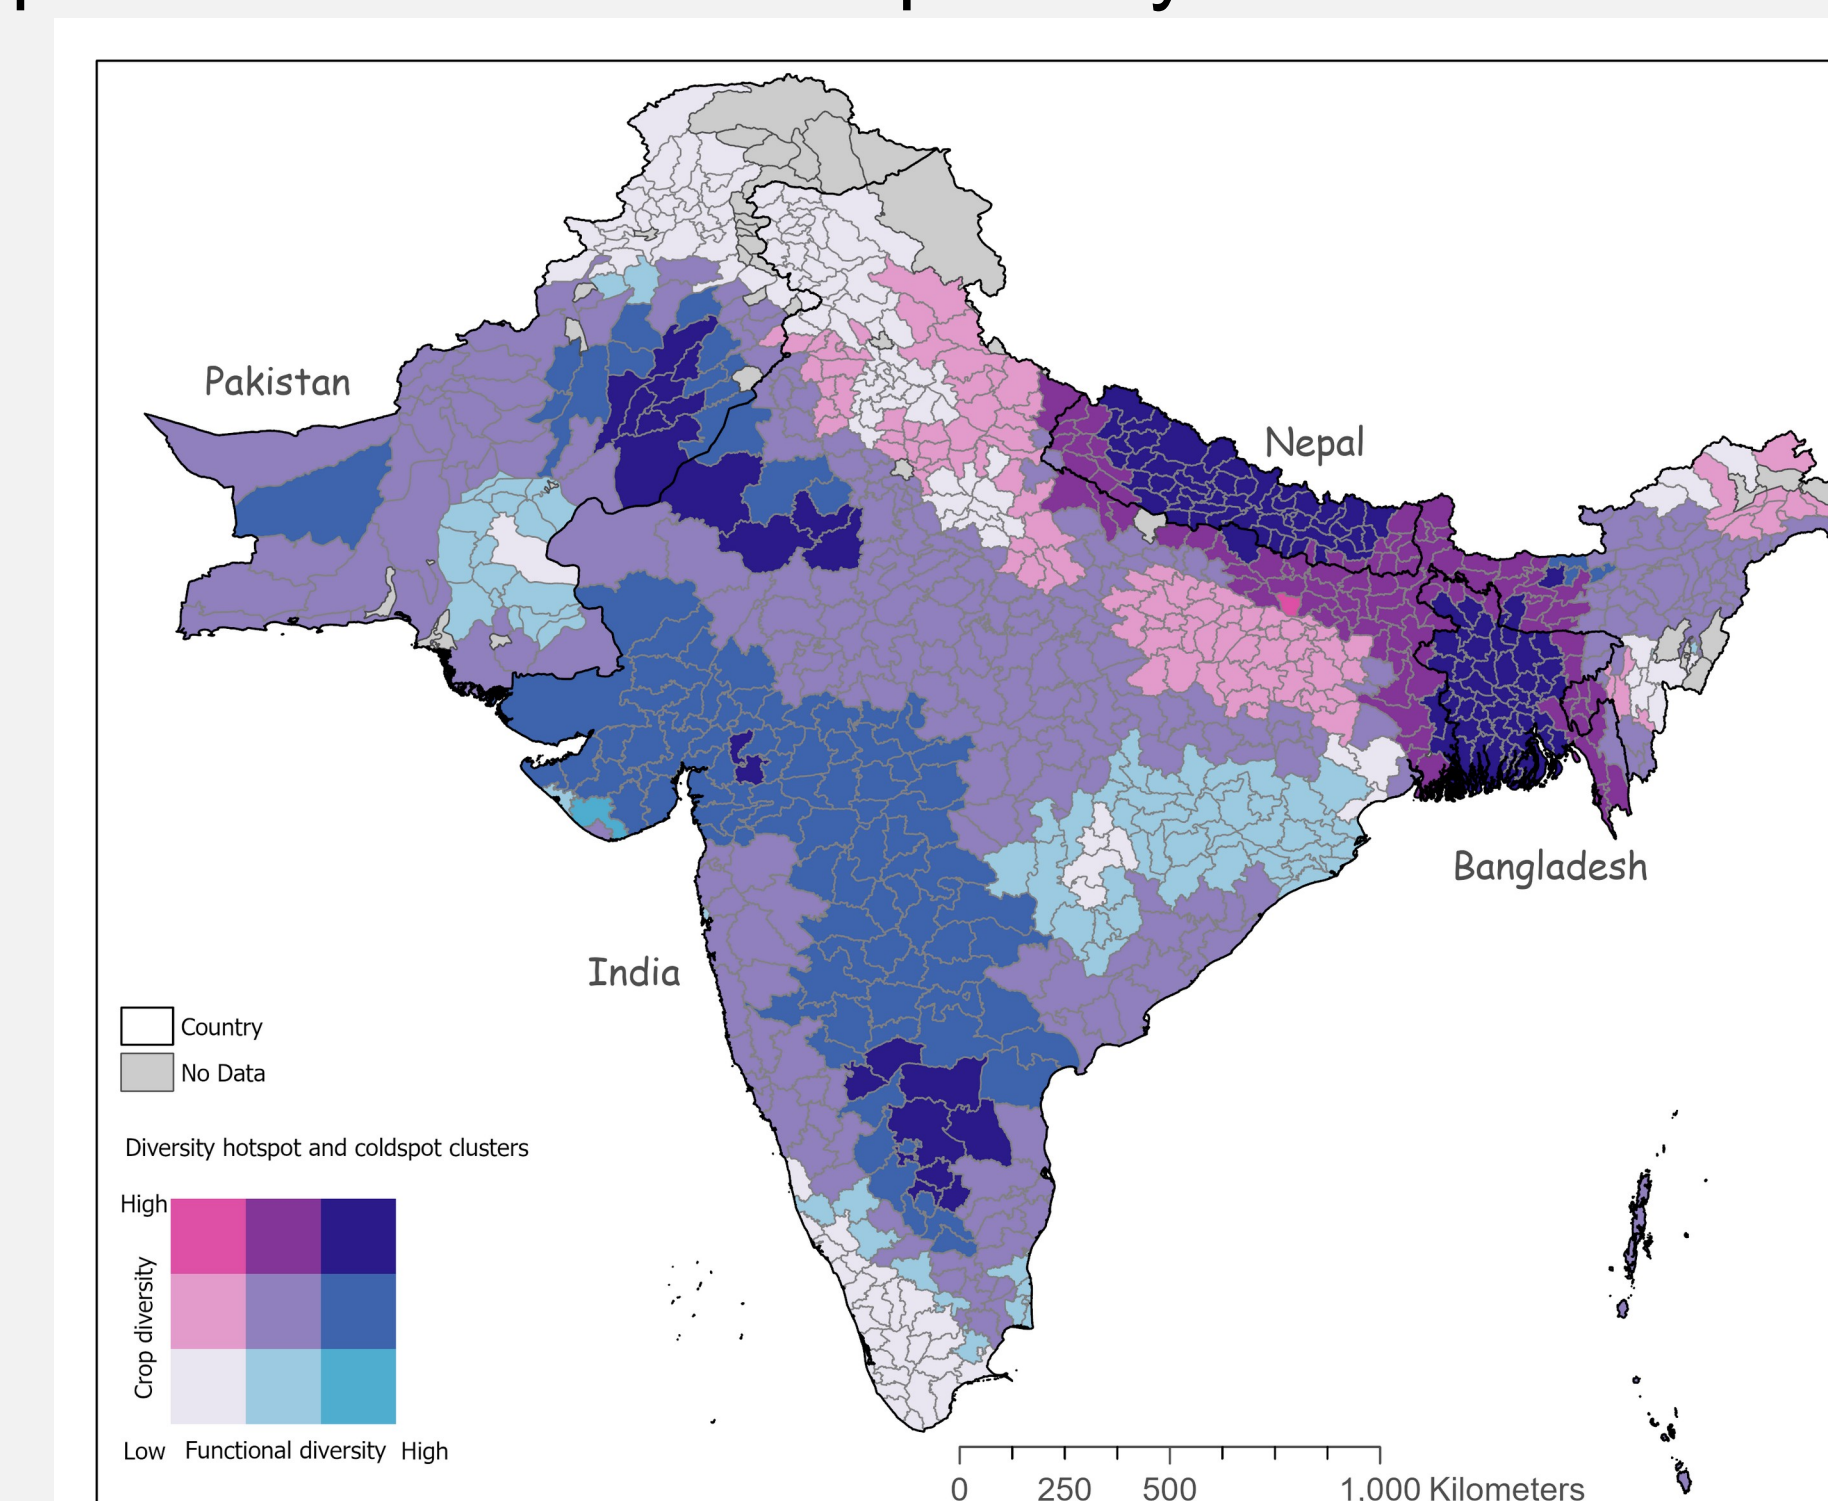 Pakistan
Nepal
Bangladesh
India
Country
No Data
Diversity hotspot and coldspot clusters
High
Crop diversity
Low Functional diversity High
0 250 500 1,000 Kilometers